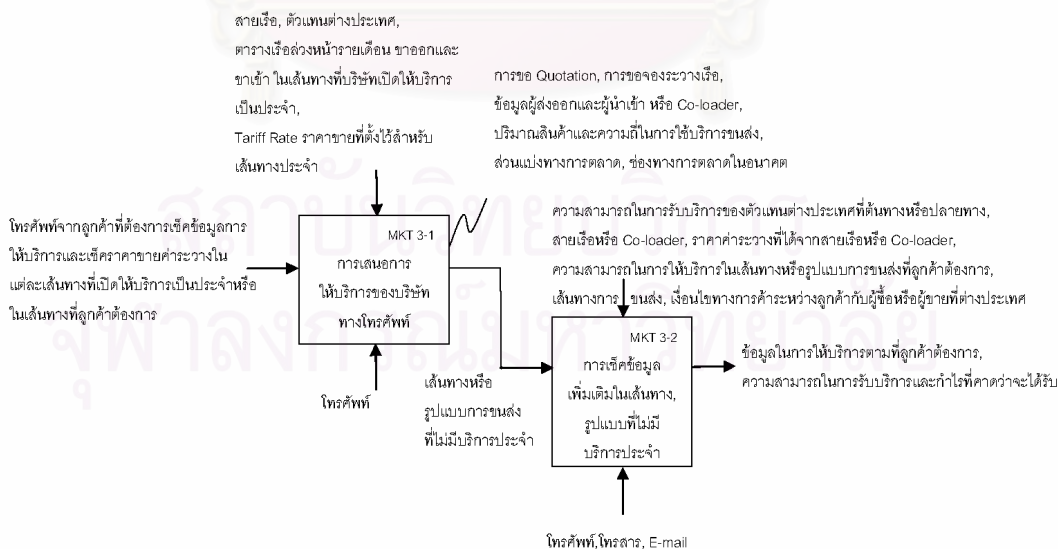 สายเรือ, ตัวแทนต่างประเทศ,
ตารางเรือล่วงหน้ารายเดือน ขาออกและ
ขาเข้า ในเส้นทางที่บริษัทเปิดให้บริการ
เป็นประจำ,
Tariff Rate ราคาขายที่ตั้งไว้สำหรับ
เส้นทางประจำ
การขอ Quotation, การขอจองระวางเรือ,
ข้อมูลผู้ส่งออกและผู้นำเข้า หรือ Co-loader,
ปริมาณสินค้าและความถี่ในการใช้บริการขนส่ง,
ส่วนแบ่งทางการตลาด, ช่องทางการตลาดในอนาคต
โทรศัพท์จากลูกค้าที่ต้องการเช็คข้อมูลการ
ให้บริการและเช็คราคาขายค่าระวางใน
แต่ละเส้นทางที่เปิดให้บริการเป็นประจำหรือ
ในเส้นทางที่ลูกค้าต้องการ
MKT 3-1
การเสนอการ
ให้บริการของบริษัท
ทางโทรศัพท์
โทรศัพท์
ความสามารถในการรับบริการของตัวแทนต่างประเทศที่ต้นทางหรือปลายทาง,
สายเรือหรือ Co-loader, ราคาค่าระวางที่ได้จากสายเรือหรือ Co-loader,
ความสามารถในการให้บริการในเส้นทางหรือรูปแบบการขนส่งที่ลูกค้าต้องการ,
เส้นทางการ ขนส่ง, เงื่อนไขทางการค้าระหว่างลูกค้ากับผู้ซื้อหรือผู้ขายที่ต่างประเทศ
เส้นทางหรือ
รูปแบบการขนส่ง
ที่ไม่มีบริการประจำ
MKT 3-2
การเช็คข้อมูล
เพิ่มเติมในเส้นทาง,
รูปแบบที่ไม่มี
บริการประจำ
ข้อมูลในการให้บริการตามที่ลูกค้าต้องการ,
ความสามารถในการรับบริการและกำไรที่คาดว่าจะได้รับ
โทรศัพท์,โทรสาร, E-mail
สถาบันวิทยบริการ
จุฬาลงกรณ์มหาวิทยาลัย